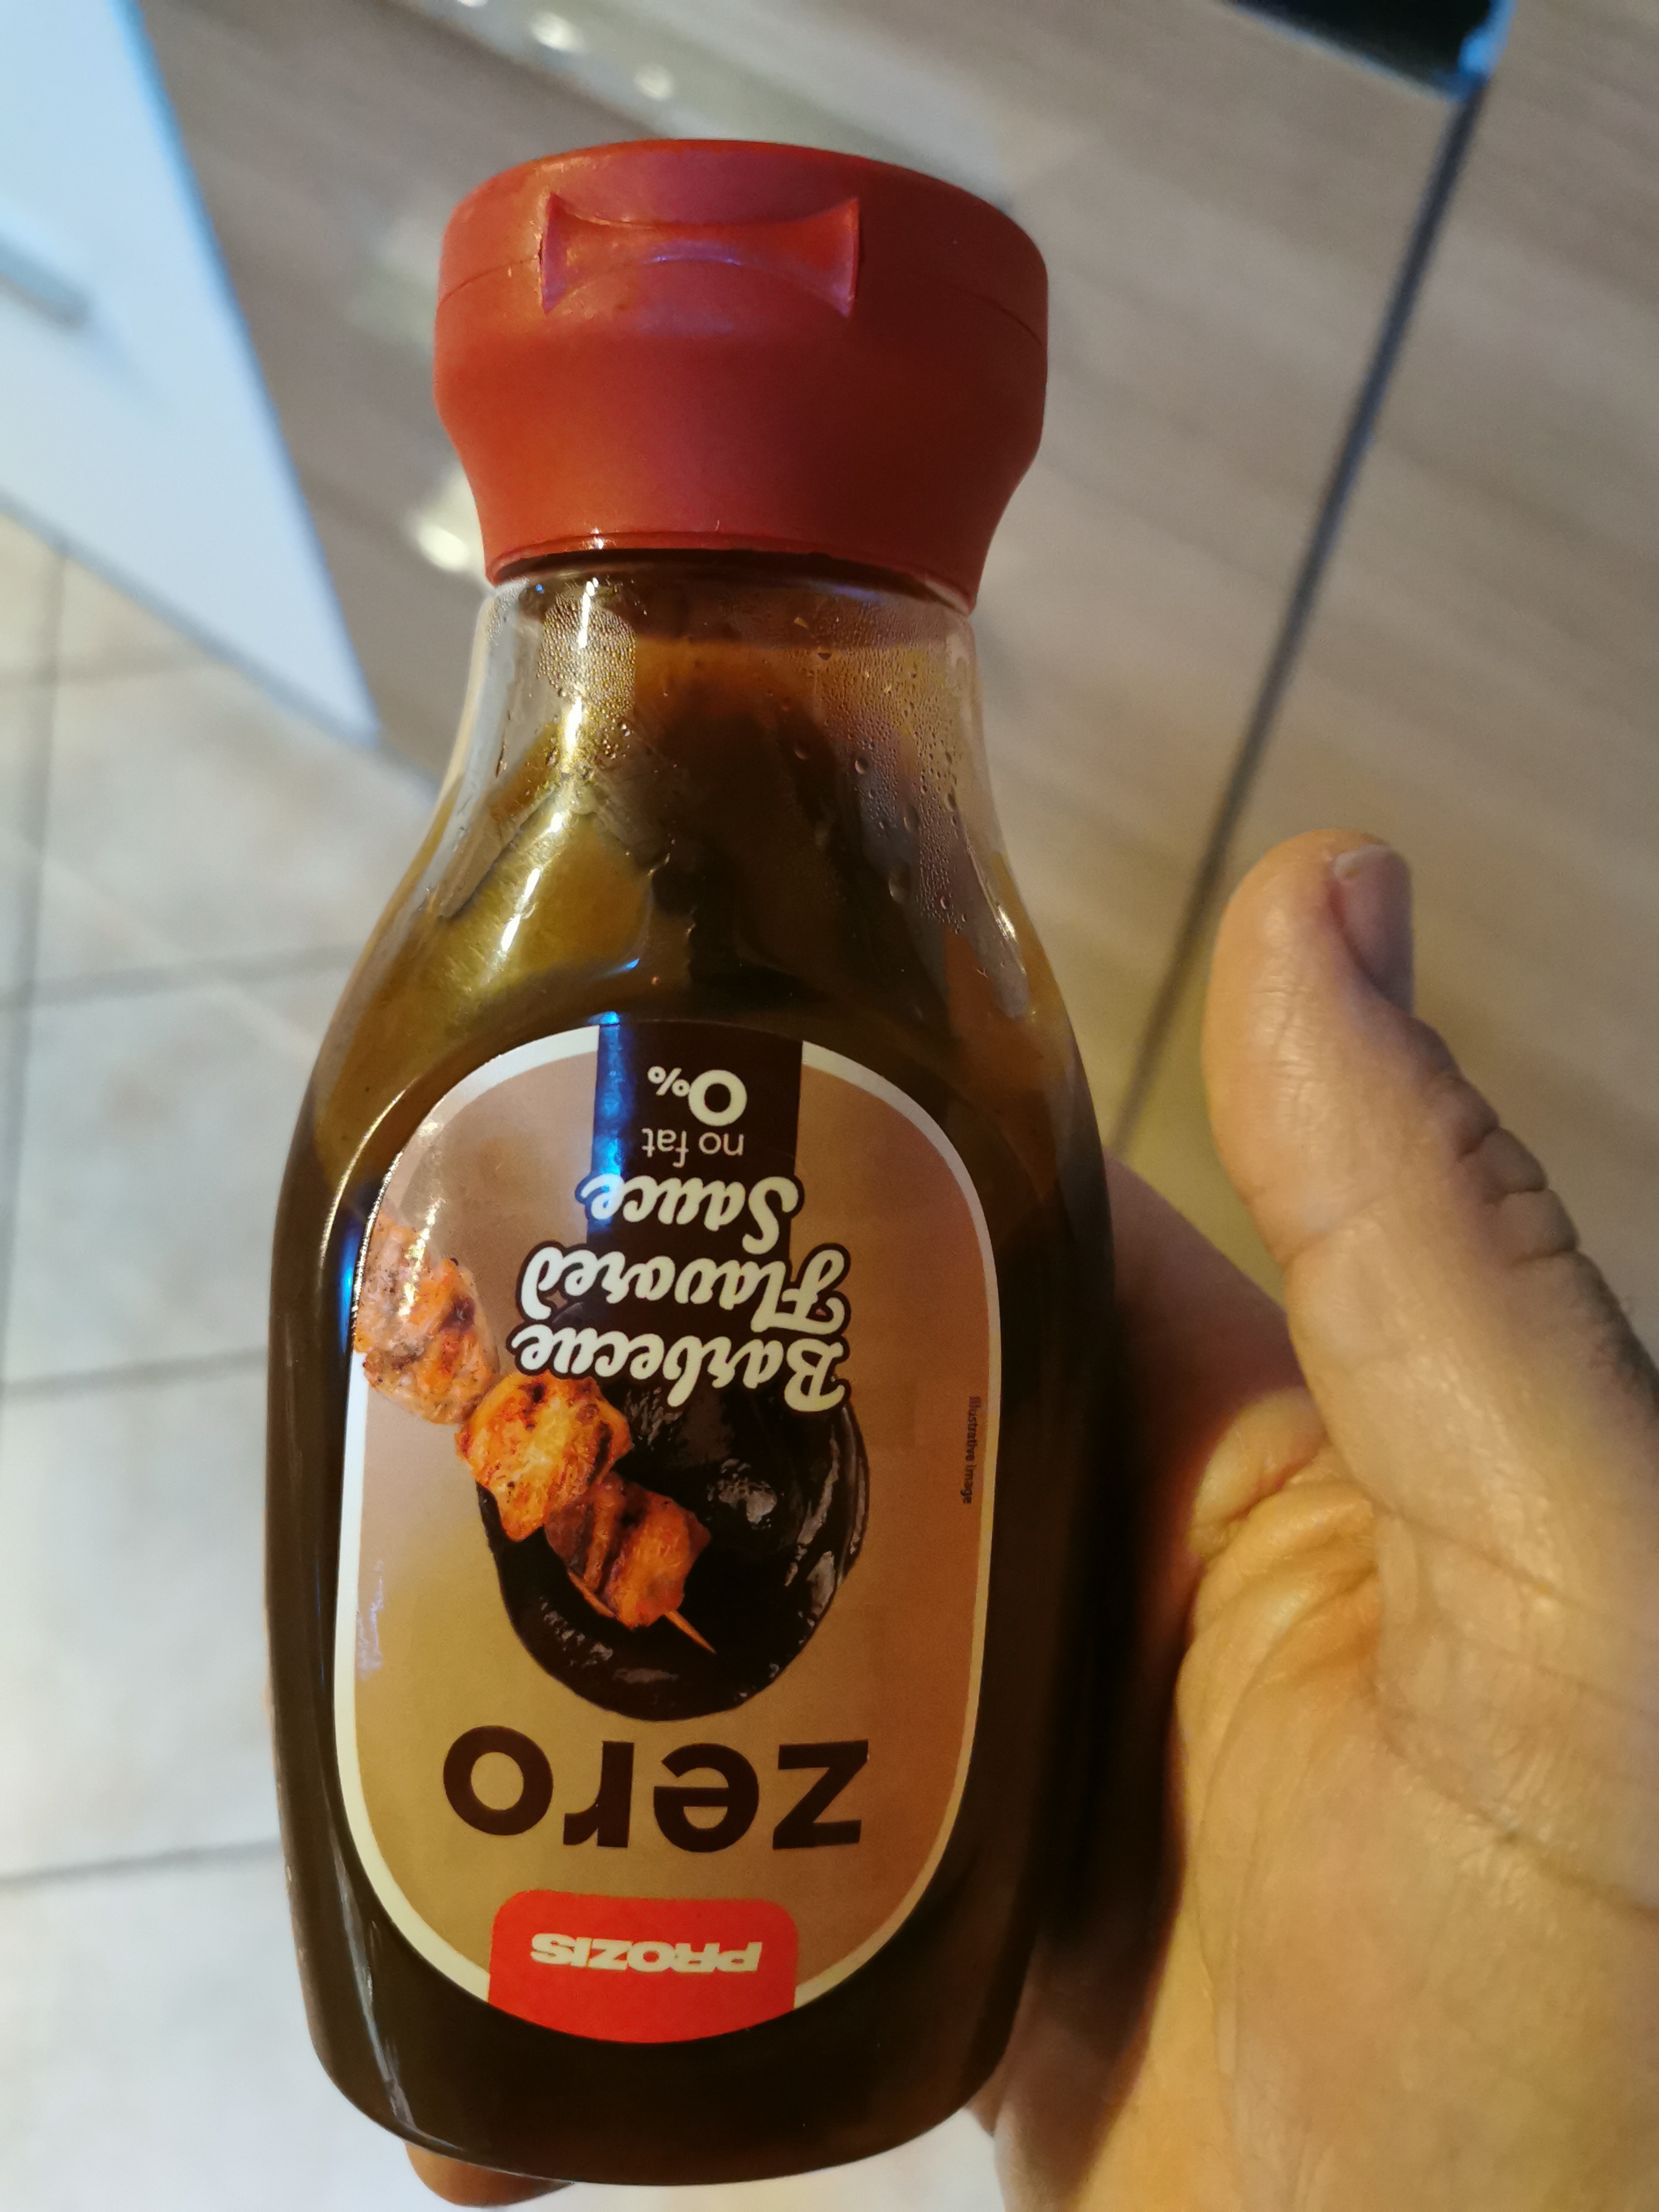 PROZIS
zero
Barbecue
Flavored
Sauce
no fat
0%
Illustrative image